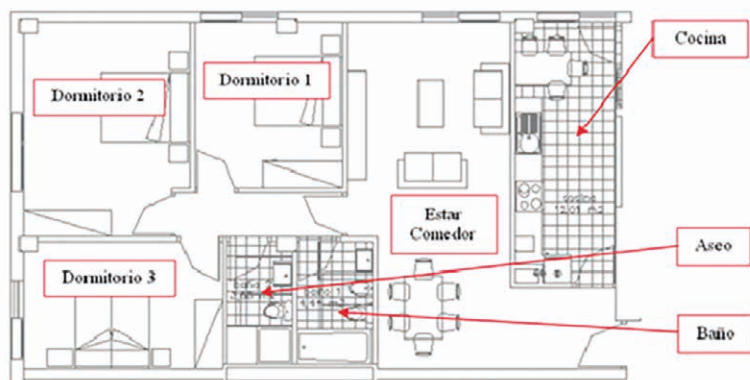 Cocina
Dormitorio 1
Dormitorio 2
Estar
Comedor
Aseo
Dormitorio 3
Baño